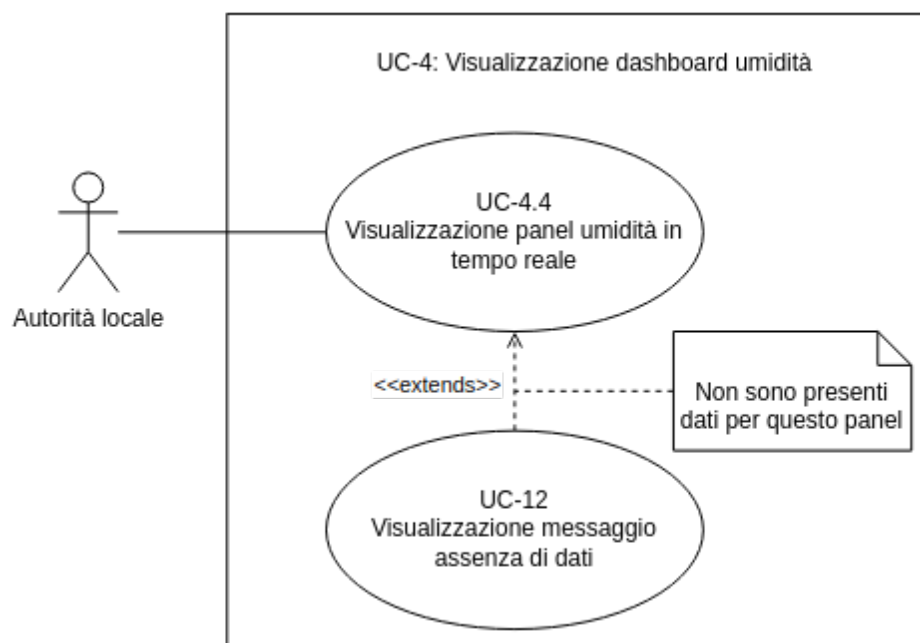 UC-4: Visualizzazione dashboard umidità
UC-4.4
Visualizzazione panel umidità in
tempo reale
Autorità locale
<<extends>>
Non sono presenti
dati per questo panel
UC-12
Visualizzazione messaggio
assenza di dati